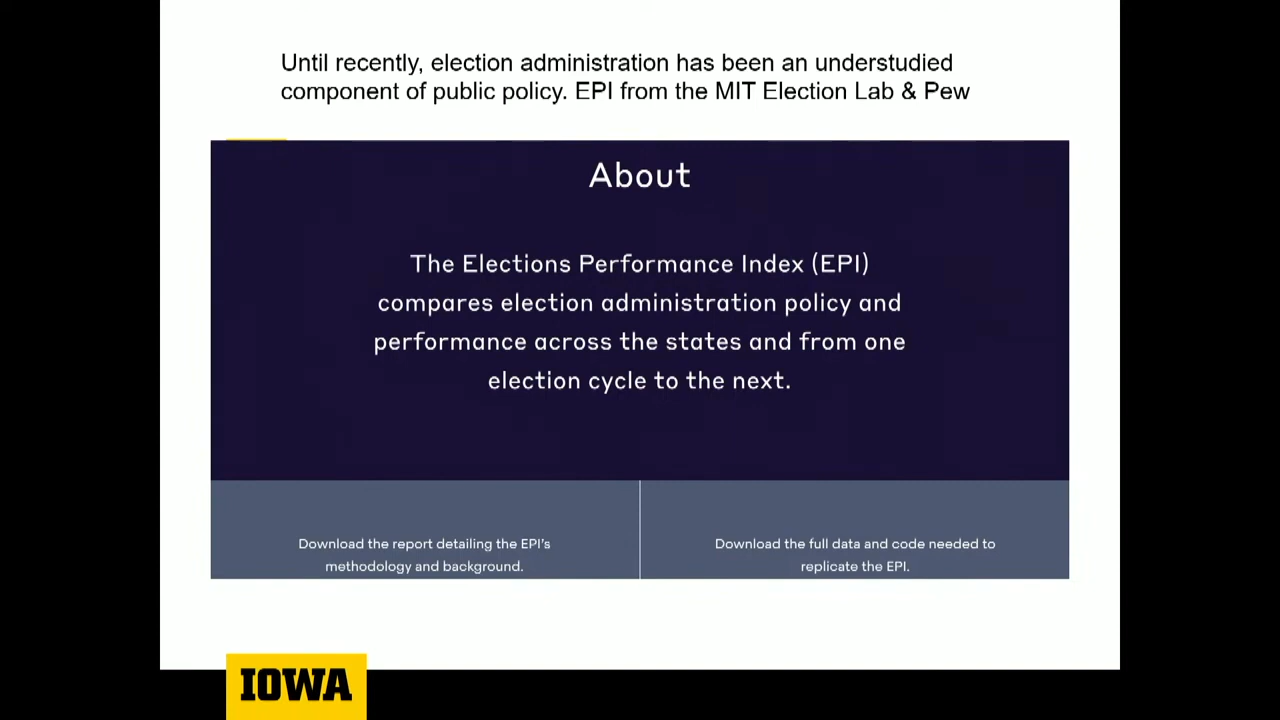 Until recently, election administration has been an understudied
component of public policy. EPI from the MIT Election Lab & Pew
About
The Elections Performance Index (EPI)
compares election administration policy and
performance across the states and from one
election cycle to the next.
Download the report detailing the EPI's
methodology and background.
Download the full data and code needed to
replicate the EPI.
IOWA